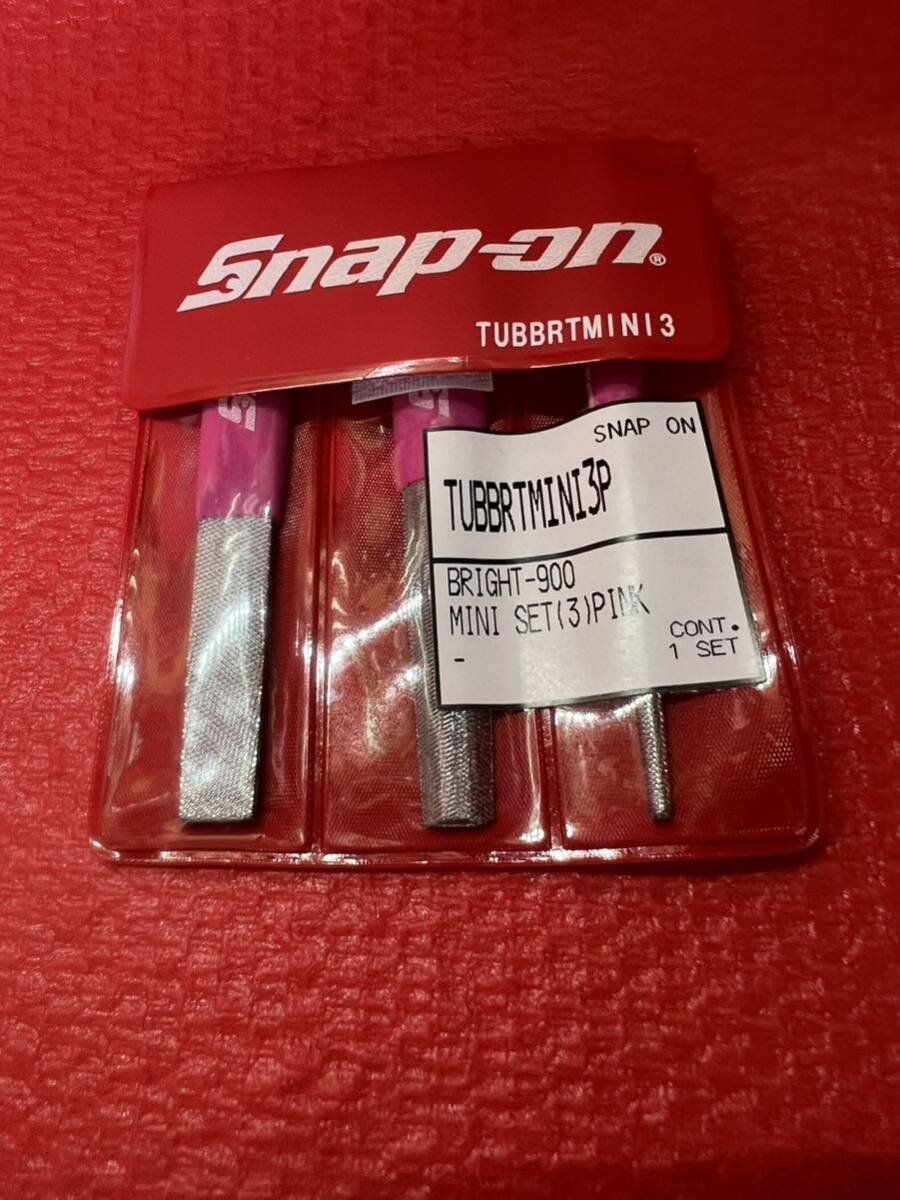 Snap-on®
TUBBRTMINI3
SNAP ON
TUBBRTMINI3P
BRIGHT-900
MINI SET(3)PINK
-
CONT.
1 SET